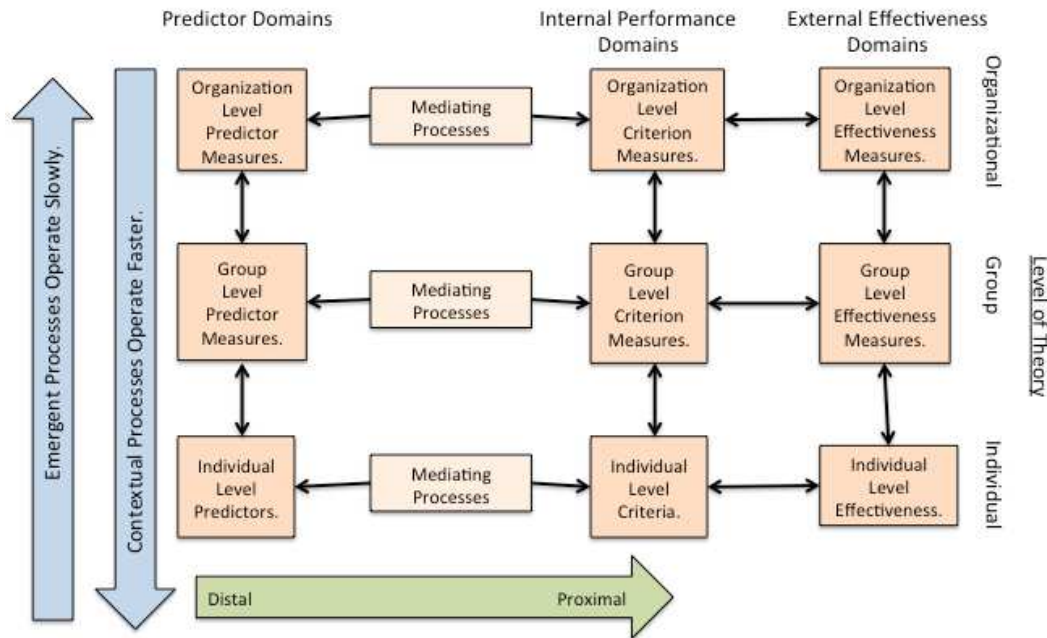 Predictor Domains
Internal Performance
Domains
External Effectiveness
Domains
Emergent Processes Operate Slowly.
Contextual Processes Operate Faster.
Organization
Level
Predictor
Measures.
Mediating
Processes
Organization
Level
Criterion
Measures.
Organization
Level
Effectiveness
Measures.
Organizational
Group
Level
Predictor
Measures.
Mediating
Processes
Group
Level
Criterion
Measures.
Group
Level
Effectiveness
Measures.
Group
Level of Theory
Individual
Level
Predictors.
Mediating
Processes
Individual
Level
Criteria.
Individual
Level
Effectiveness.
Individual
Distal
Proximal